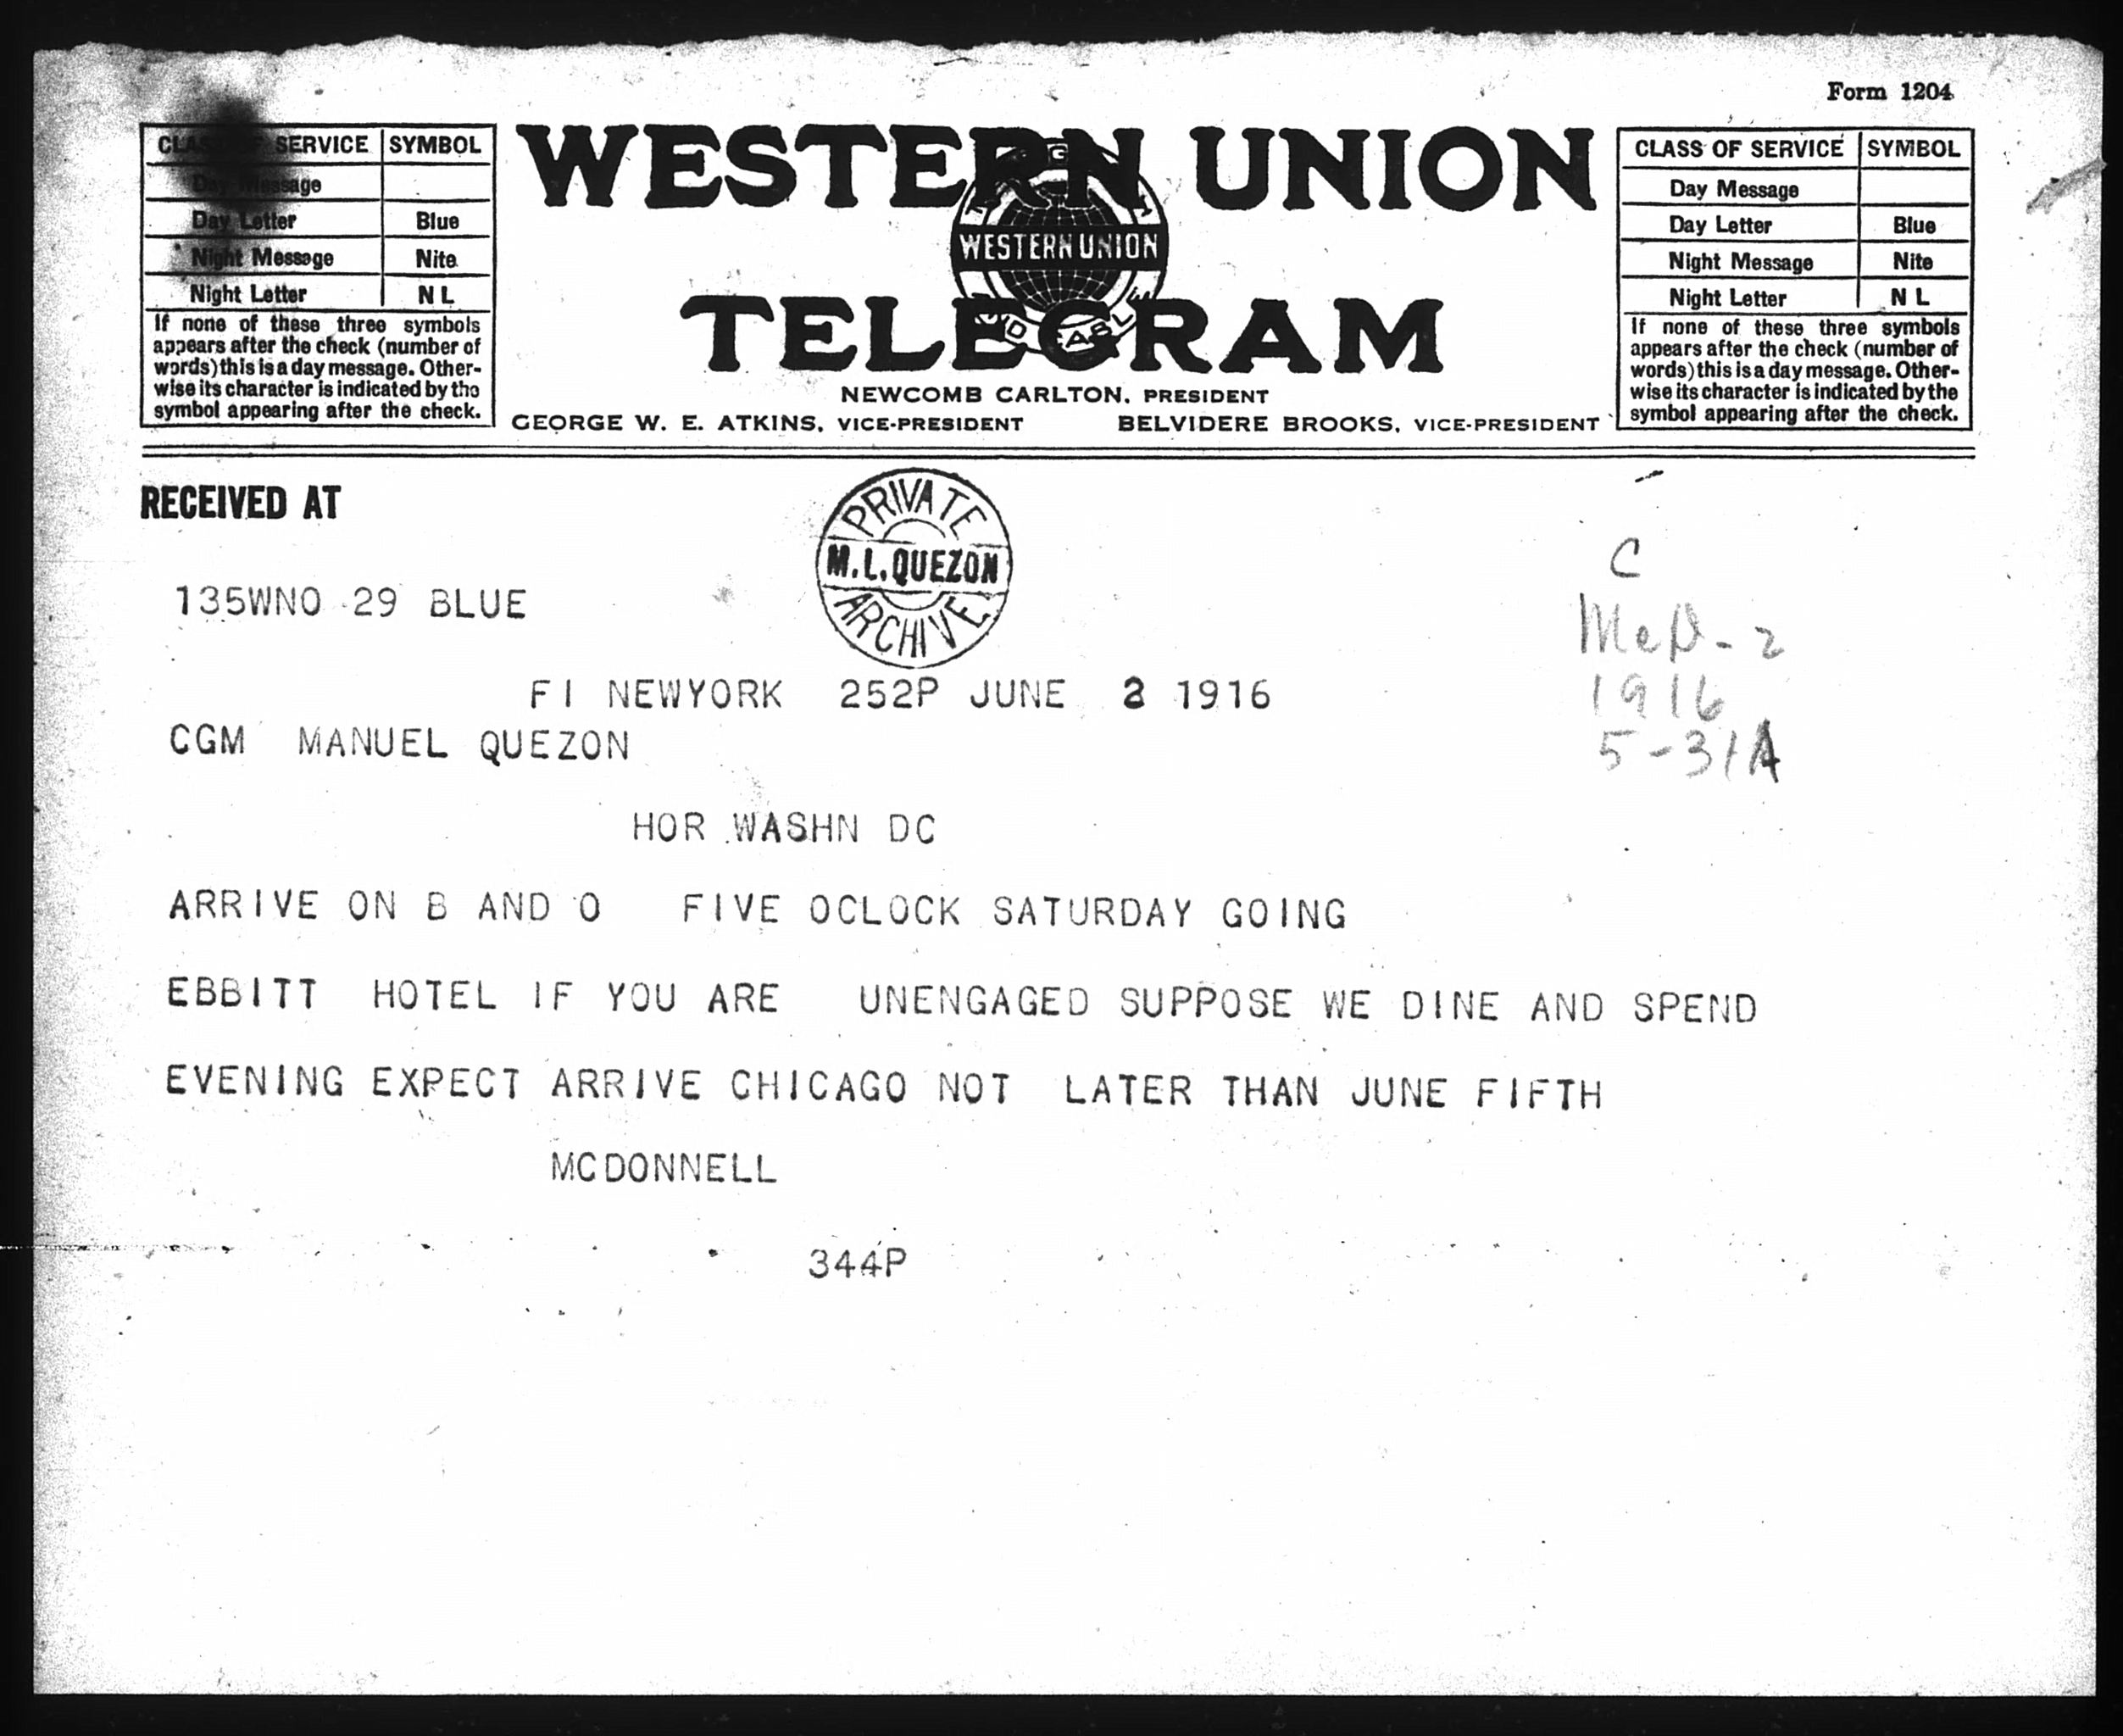 Form 1204
CLASS OF SERVICE SYMBOL
Day Message
Day Letter Blue
Night Message Nite
Night Letter N L
If none of these three symbols
appears after the check (number of
words) this is a day message. Other-
wise its character is indicated by the
symbol appearing after the check.
WESTERN UNION
WESTERN UNION
TELEGRAM
NEWCOMB CARLTON, PRESIDENT
GEORGE W. E. ATKINS, VICE-PRESIDENT BELVIDERE BROOKS, VICE-PRESIDENT
CLASS OF SERVICE SYMBOL
Day Message
Day Letter Blue
Night Message Nite
Night Letter N L
If none of these three symbols
appears after the check (number of
words) this is a day message. Other-
wise its character is indicated by the
symbol appearing after the check.
RECEIVED AT
PRIVATE
M.L. QUEZON
ARCHIVE
C
McD-2
1916
5-31A
135WNO 29 BLUE
FI NEWYORK 252P JUNE 2 1916
CGM MANUEL QUEZON
HOR WASHN DC
ARRIVE ON B AND O FIVE OCLOCK SATURDAY GOING
EBBITT HOTEL IF YOU ARE UNENGAGED SUPPOSE WE DINE AND SPEND
EVENING EXPECT ARRIVE CHICAGO NOT LATER THAN JUNE FIFTH
MCDONNELL
344P